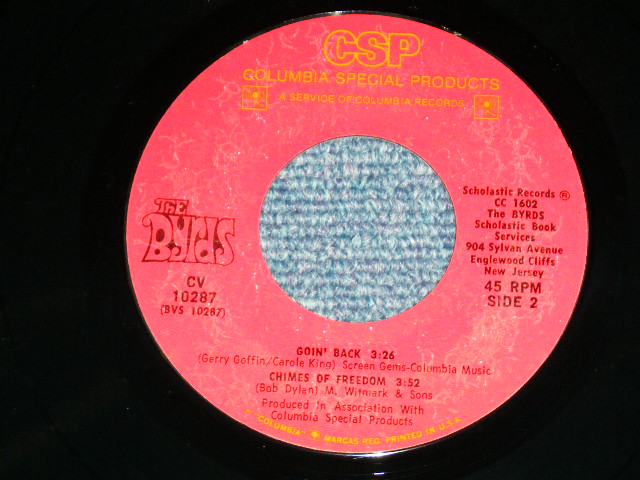 CSP
COLUMBIA SPECIAL PRODUCTS
A SERVICE OF COLUMBIA RECORDS
THE
BYRDS
CV
10287
(BVS 10287)
Scholastic Records ®
CC 1602
The BYRDS
Scholastic Book
Services
904 Sylvan Avenue
Englewood Cliffs
New Jersey
45 RPM
SIDE 2
GOIN' BACK 3:26
(Gerry Goffin/Carole King) Screen Gems-Columbia Music
CHIMES OF FREEDOM 3:52
(Bob Dylan) M. Witmark & Sons
Produced In Association With
Columbia Special Products
"COLUMBIA" MARCAS REG. PRINTED IN U.S.A.